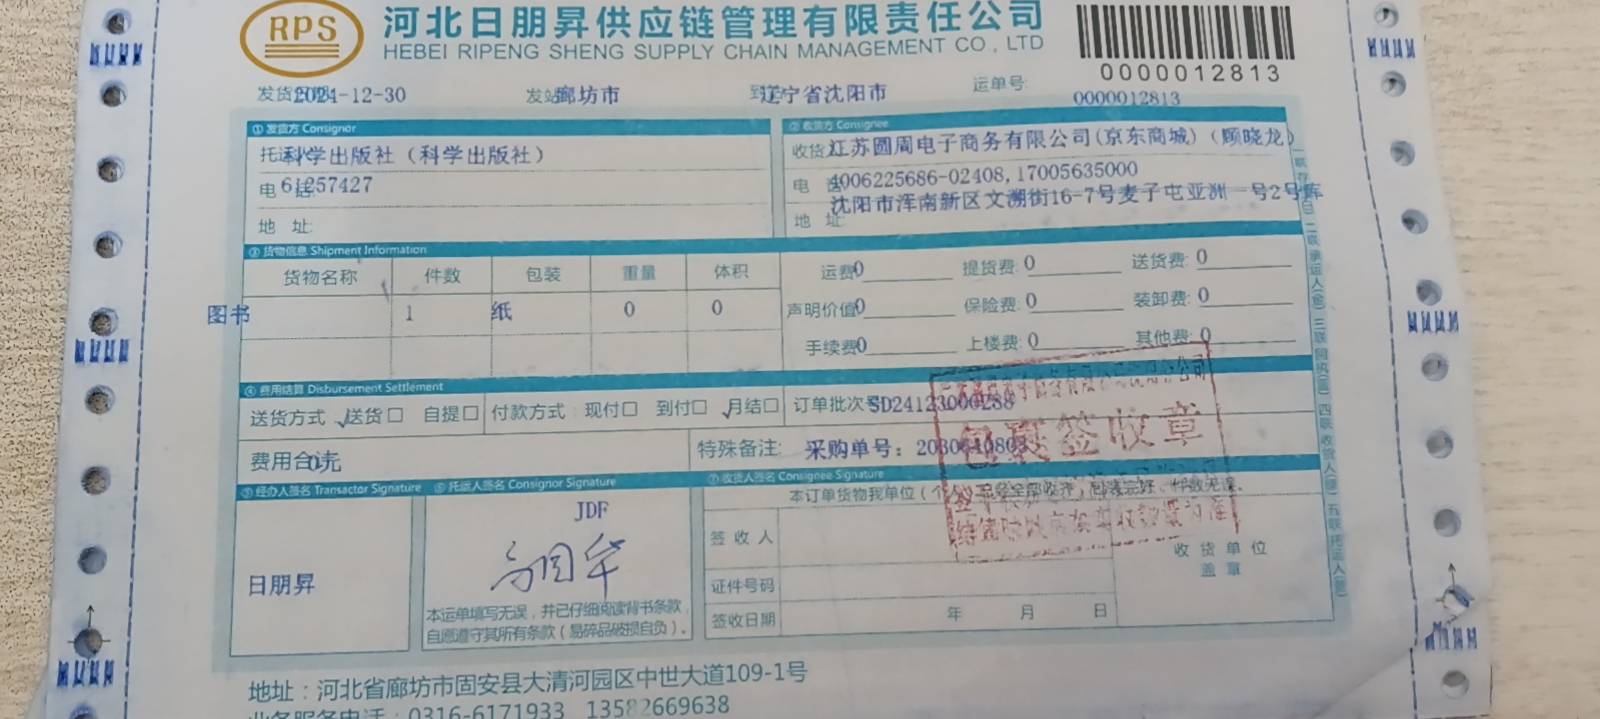 RPS
河北日朋昇供应链管理有限责任公司
HEBEI RIPENG SHENG SUPPLY CHAIN MANAGEMENT CO., LTD
0000012813
发货 2024-12-30 发站 廊坊市 到 辽宁省沈阳市 运单号: 0000012813
① 发货方 Consignor
托运 科学出版社（科学出版社）
电话 61257427
地 址:
② 收货方 Consignee
收货 江苏圆周电子商务有限公司(京东商城)（顾晓龙）
电 话 4006225686-02408,17005635000
沈阳市浑南新区文溯街16-7号麦子屯亚洲一号2号库
地 址:
③ 货物信息 Shipment Information
货物名称 件数 包装 重量 体积
图书 1 纸 0 0
运费 0 提货费: 0 送货费: 0
声明价值 0 保险费: 0 装卸费: 0
手续费 0 上楼费: 0 其他费: 0
④ 费用结算 Disbursement Settlement
送货方式 √送货□ 自提□ 付款方式: 现付□ 到付□ √月结□ 订单批次号 SD24123000288
费用合 0元 特殊备注: 采购单号：
包裹签收章
⑤ 经办人签名 Transactor Signature ⑥ 托运人签名 Consignor Signature ⑦ 收货人签名 Consignee Signature
日朋昇
JDF
本运单填写无误，并已仔细阅读背书条款，
自愿遵守其所有条款（易碎品破损自负）。
本订单货物我单位
签 收 人
证件号码
签收日期 年 月 日
收 货 单 位
盖 章
地址：河北省廊坊市固安县大清河园区中世大道109-1号
业务服务电话：0316-6171933 13582669638